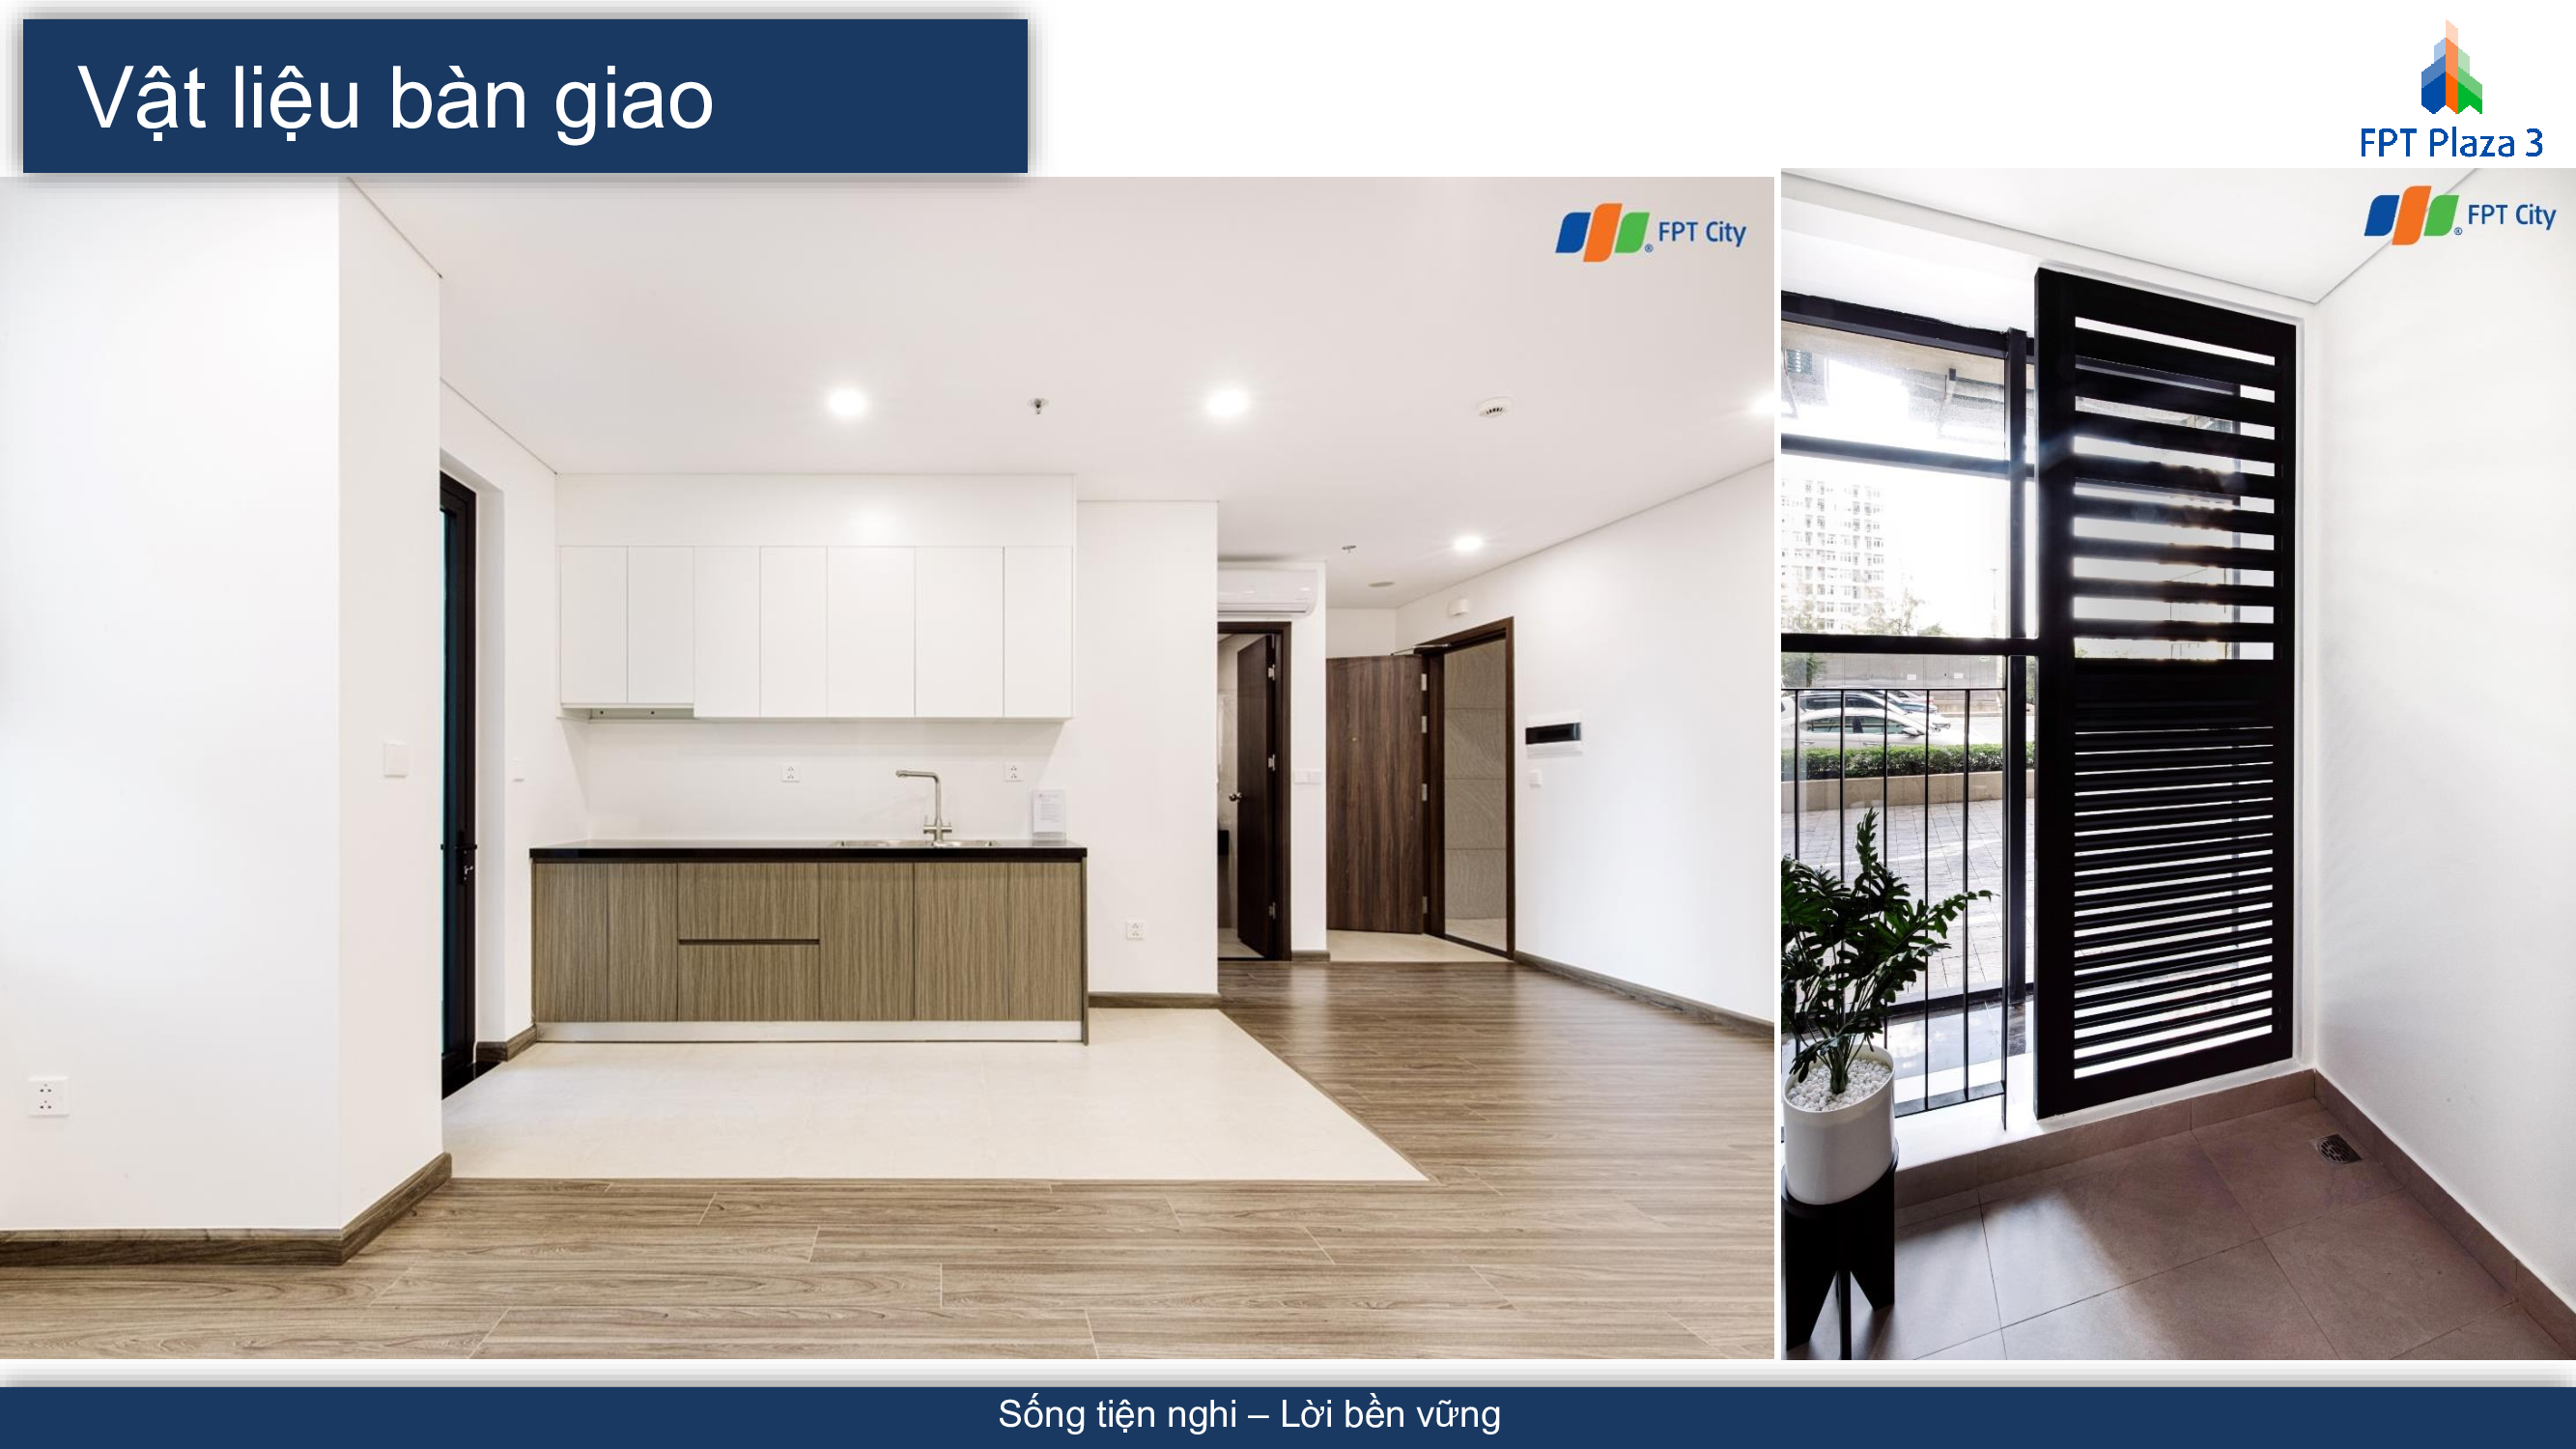 Vật liệu bàn giao
FPT Plaza 3
FPT City
FPT City
Sống tiện nghi – Lời bền vững